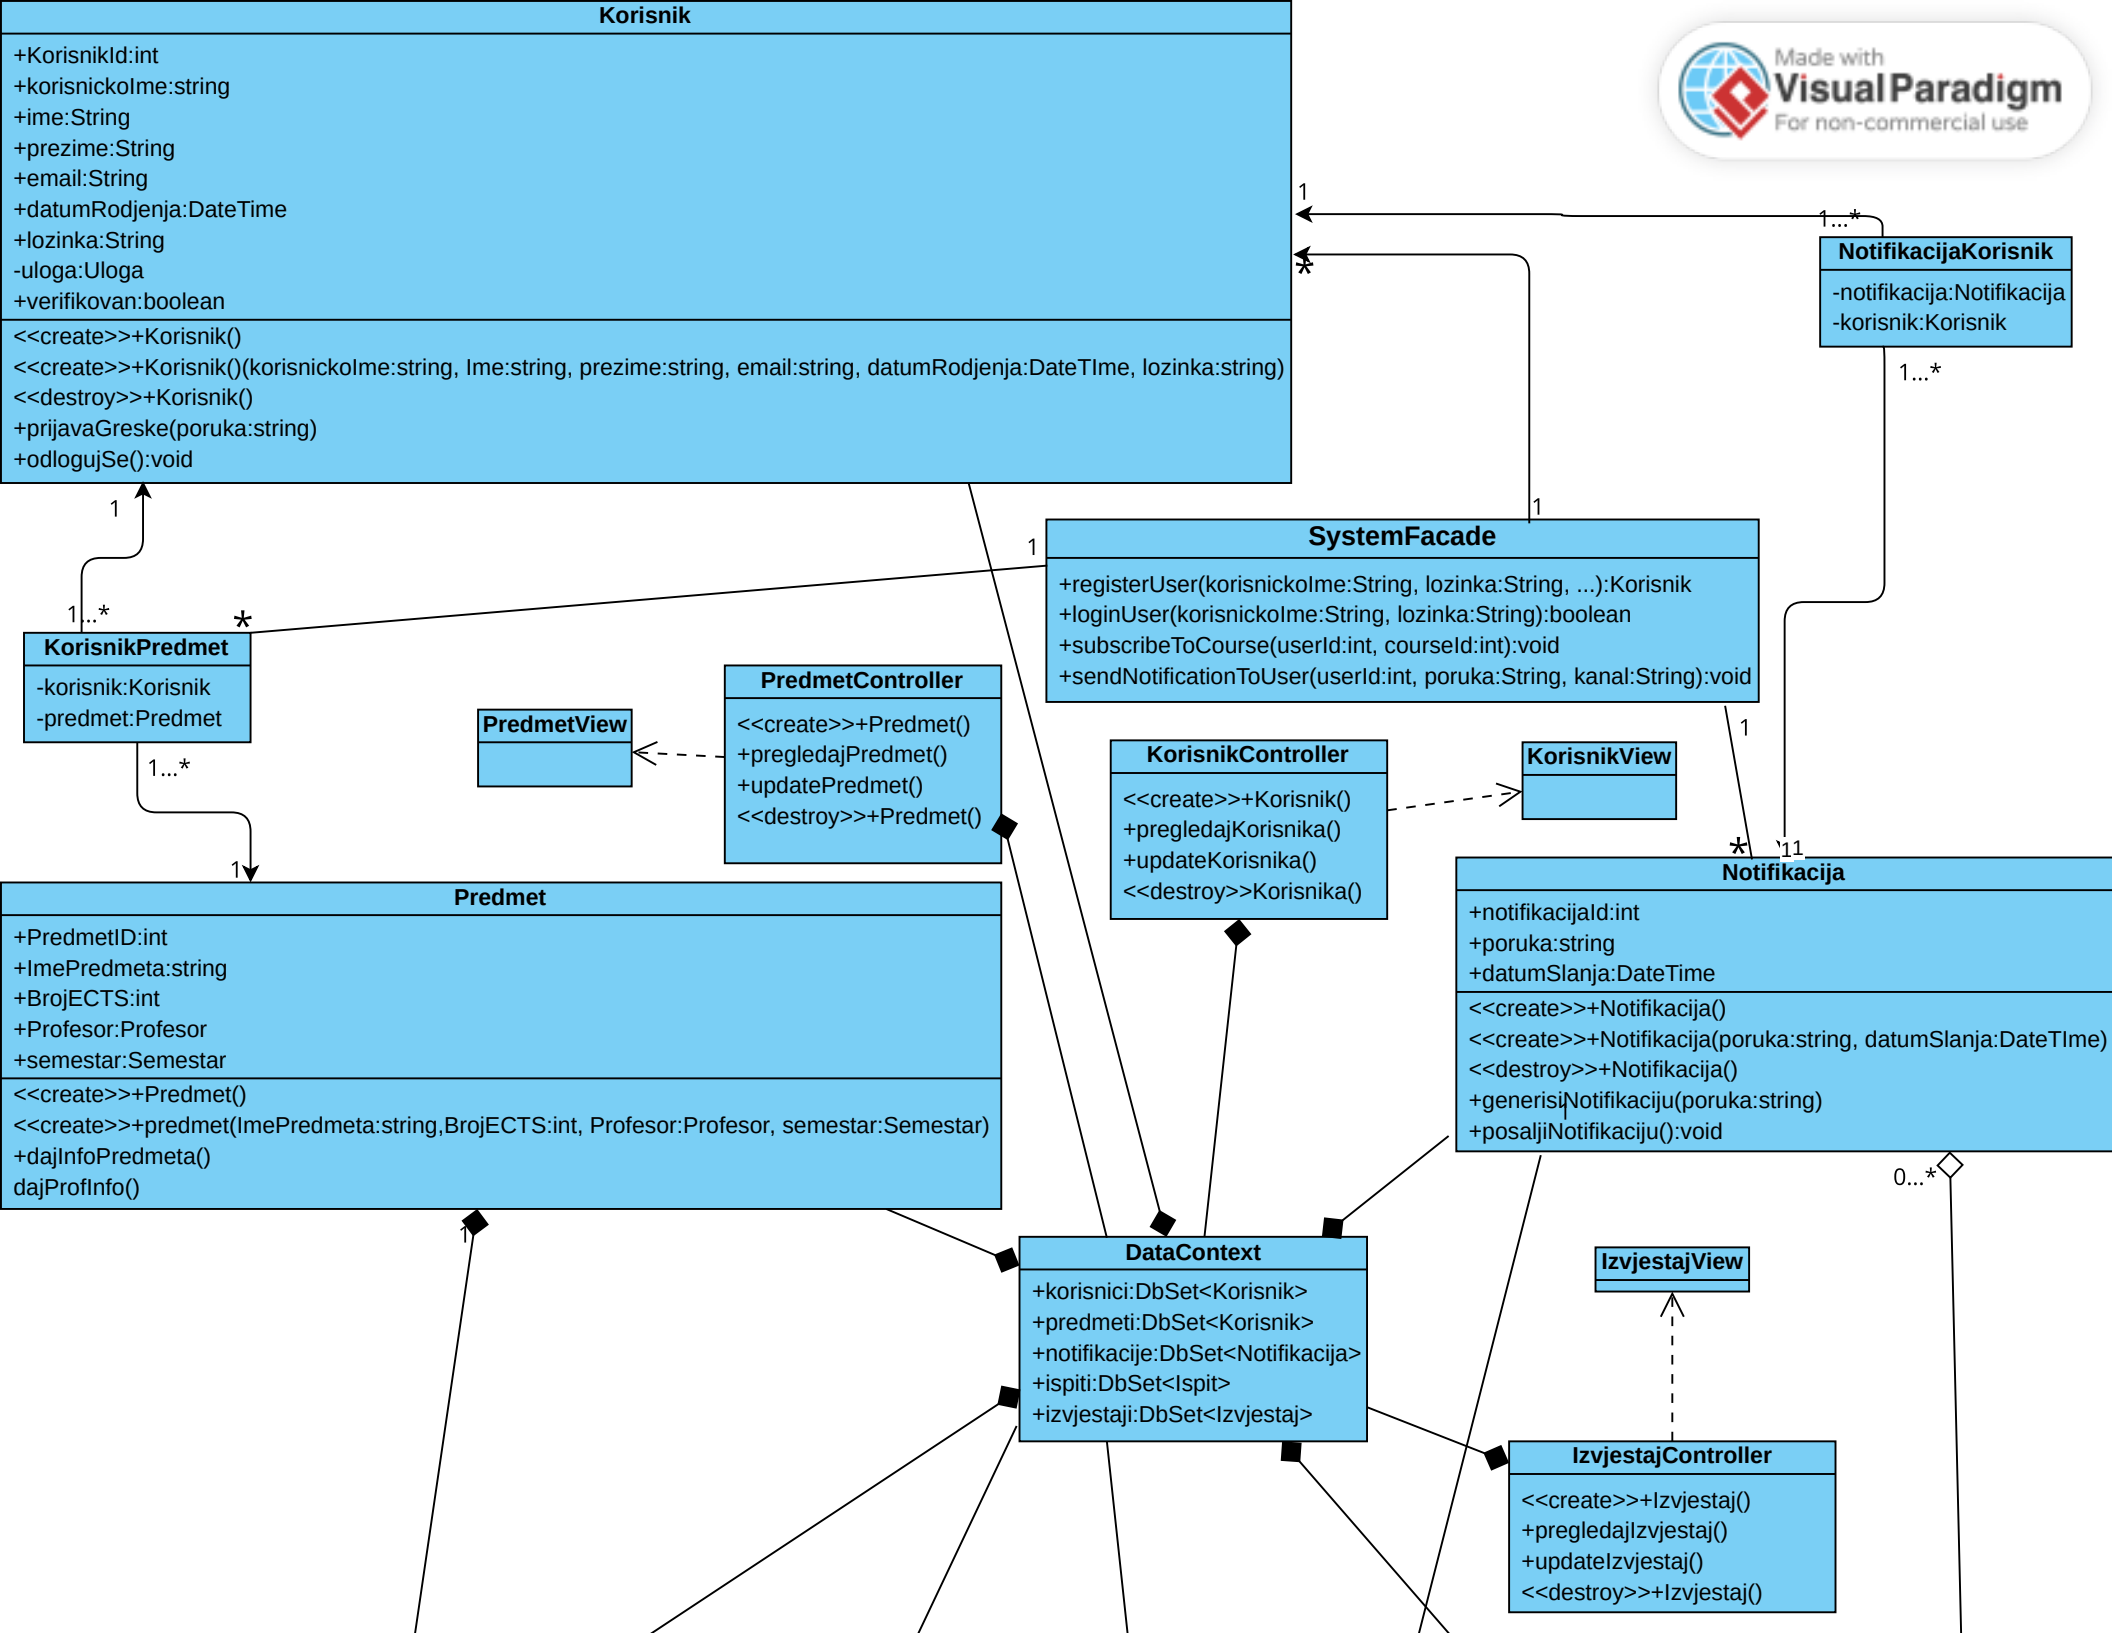 Korisnik
+KorisnikId:int
+korisnickoIme:string
+ime:String
+prezime:String
+email:String
+datumRodjenja:DateTime
+lozinka:String
-uloga:Uloga
+verifikovan:boolean
<<create>>+Korisnik()
<<create>>+Korisnik()(korisnickoIme:string, Ime:string, prezime:string, email:string, datumRodjenja:DateTIme, lozinka:string)
<<destroy>>+Korisnik()
+prijavaGreske(poruka:string)
+odlogujSe():void
Made with
Visual Paradigm
For non-commercial use
1
1...*
*
NotifikacijaKorisnik
-notifikacija:Notifikacija
-korisnik:Korisnik
1...*
1
1
1
SystemFacade
+registerUser(korisnickoIme:String, lozinka:String, ...):Korisnik
+loginUser(korisnickoIme:String, lozinka:String):boolean
+subscribeToCourse(userId:int, courseId:int):void
+sendNotificationToUser(userId:int, poruka:String, kanal:String):void
1...*
*
KorisnikPredmet
-korisnik:Korisnik
-predmet:Predmet
1...*
1
PredmetView
PredmetController
<<create>>+Predmet()
+pregledajPredmet()
+updatePredmet()
<<destroy>>+Predmet()
KorisnikController
<<create>>+Korisnik()
+pregledajKorisnika()
+updateKorisnika()
<<destroy>>Korisnika()
KorisnikView
1
*
11
Notifikacija
+notifikacijaId:int
+poruka:string
+datumSlanja:DateTime
<<create>>+Notifikacija()
<<create>>+Notifikacija(poruka:string, datumSlanja:DateTIme)
<<destroy>>+Notifikacija()
+generisiNotifikaciju(poruka:string)
1
+posaljiNotifikaciju():void
0...*
Predmet
+PredmetID:int
+ImePredmeta:string
+BrojECTS:int
+Profesor:Profesor
+semestar:Semestar
<<create>>+Predmet()
<<create>>+predmet(ImePredmeta:string,BrojECTS:int, Profesor:Profesor, semestar:Semestar)
+dajInfoPredmeta()
dajProfInfo()
1
DataContext
+korisnici:DbSet<Korisnik>
+predmeti:DbSet<Korisnik>
+notifikacije:DbSet<Notifikacija>
+ispiti:DbSet<Ispit>
+izvjestaji:DbSet<Izvjestaj>
IzvjestajView
IzvjestajController
<<create>>+Izvjestaj()
+pregledajIzvjestaj()
+updateIzvjestaj()
<<destroy>>+Izvjestaj()